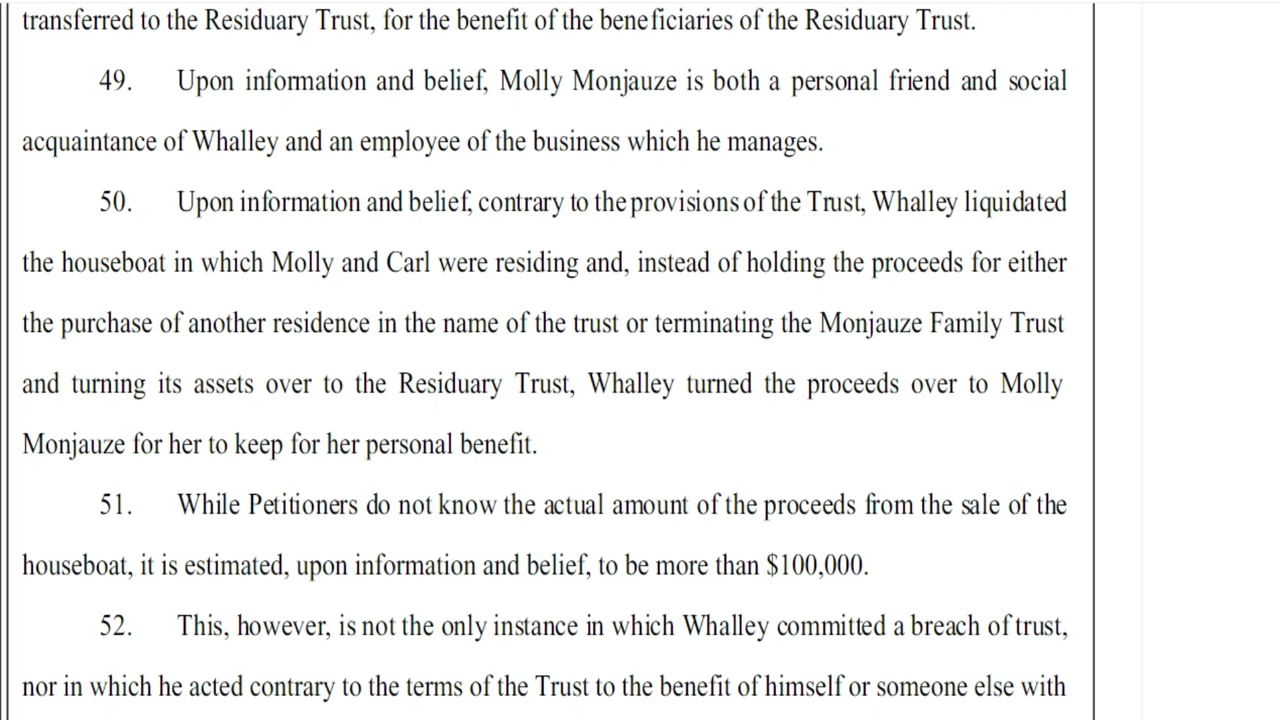 transferred to the Residuary Trust, for the benefit of the beneficiaries of the Residuary Trust.
49. Upon information and belief, Molly Monjauze is both a personal friend and social
acquaintance of Whalley and an employee of the business which he manages.
50. Upon information and belief, contrary to the provisions of the Trust, Whalley liquidated
the houseboat in which Molly and Carl were residing and, instead of holding the proceeds for either
the purchase of another residence in the name of the trust or terminating the Monjauze Family Trust
and turning its assets over to the Residuary Trust, Whalley turned the proceeds over to Molly
Monjauze for her to keep for her personal benefit.
51. While Petitioners do not know the actual amount of the proceeds from the sale of the
houseboat, it is estimated, upon information and belief, to be more than $100,000.
52. This, however, is not the only instance in which Whalley committed a breach of trust,
nor in which he acted contrary to the terms of the Trust to the benefit of himself or someone else with